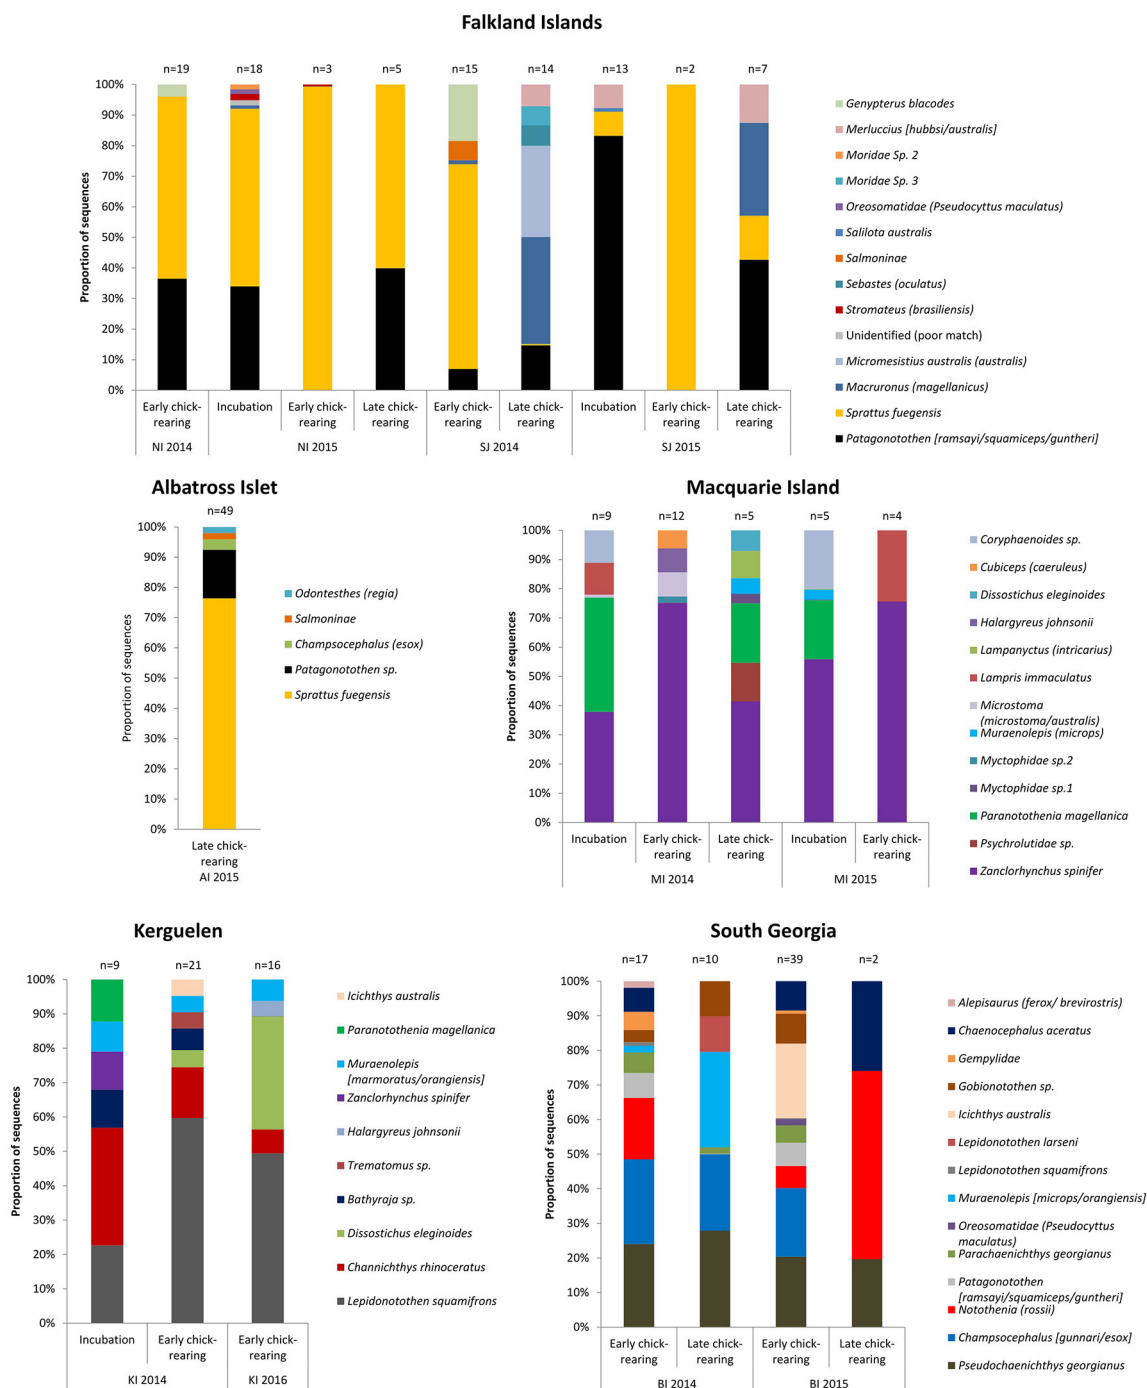 Falkland Islands
n=19
n=18
n=3
n=5
n=15
n=14
n=13
n=2
n=7
Proportion of sequences
100%
90%
80%
70%
60%
50%
40%
30%
20%
10%
0%
Early chick-
rearing
Incubation
Early chick-
rearing
Late chick-
rearing
Early chick-
rearing
Late chick-
rearing
Incubation
Early chick-
rearing
Late chick-
rearing
NI 2014
NI 2015
SJ 2014
SJ 2015
Genypterus blacodes
Merluccius [hubbsi/australis]
Moridae Sp. 2
Moridae Sp. 3
Oreosomatidae (Pseudocyttus maculatus)
Salilota australis
Salmoninae
Sebastes (oculatus)
Stromateus (brasiliensis)
Unidentified (poor match)
Micromesistius australis (australis)
Macruronus (magellanicus)
Sprattus fuegensis
Patagonotothen [ramsayi/squamiceps/guntheri]
Albatross Islet
n=49
Proportion of sequences
100%
90%
80%
70%
60%
50%
40%
30%
20%
10%
0%
Late chick-
rearing
AI 2015
Odontesthes (regia)
Salmoninae
Champsocephalus (esox)
Patagonotothen sp.
Sprattus fuegensis
Macquarie Island
n=9
n=12
n=5
n=5
n=4
Proportion of sequences
100%
90%
80%
70%
60%
50%
40%
30%
20%
10%
0%
Incubation
Early chick-
rearing
Late chick-
rearing
Incubation
Early chick-
rearing
MI 2014
MI 2015
Coryphaenoides sp.
Cubiceps (caeruleus)
Dissostichus eleginoides
Halargyreus johnsonii
Lampanyctus (intricarius)
Lampris immaculatus
Microstoma
(microstoma/australis)
Muraenolepis (microps)
Myctophidae sp.2
Myctophidae sp.1
Paranotothenia magellanica
Psychrolutidae sp.
Zanclorhynchus spinifer
Kerguelen
n=9
n=21
n=16
Proportion of sequences
100%
90%
80%
70%
60%
50%
40%
30%
20%
10%
0%
Incubation
Early chick-
rearing
Early chick-
rearing
KI 2014
KI 2016
Icichthys australis
Paranotothenia magellanica
Muraenolepis
[marmoratus/orangiensis]
Zanclorhynchus spinifer
Halargyreus johnsonii
Trematomus sp.
Bathyraja sp.
Dissostichus eleginoides
Channichthys rhinoceratus
Lepidonotothen squamifrons
South Georgia
n=17
n=10
n=39
n=2
Proportion of sequences
100%
90%
80%
70%
60%
50%
40%
30%
20%
10%
0%
Early chick-
rearing
Late chick-
rearing
Early chick-
rearing
Late chick-
rearing
BI 2014
BI 2015
Alepisaurus (ferox/ brevirostris)
Chaenocephalus aceratus
Gempylidae
Gobionotothen sp.
Icichthys australis
Lepidonotothen larseni
Lepidonotothen squamifrons
Muraenolepis [microps/orangiensis]
Oreosomatidae (Pseudocyttus
maculatus)
Parachaenichthys georgianus
Patagonotothen
[ramsayi/squamiceps/guntheri]
Notothenia (rossii)
Champsocephalus [gunnari/esox]
Pseudochaenichthys georgianus